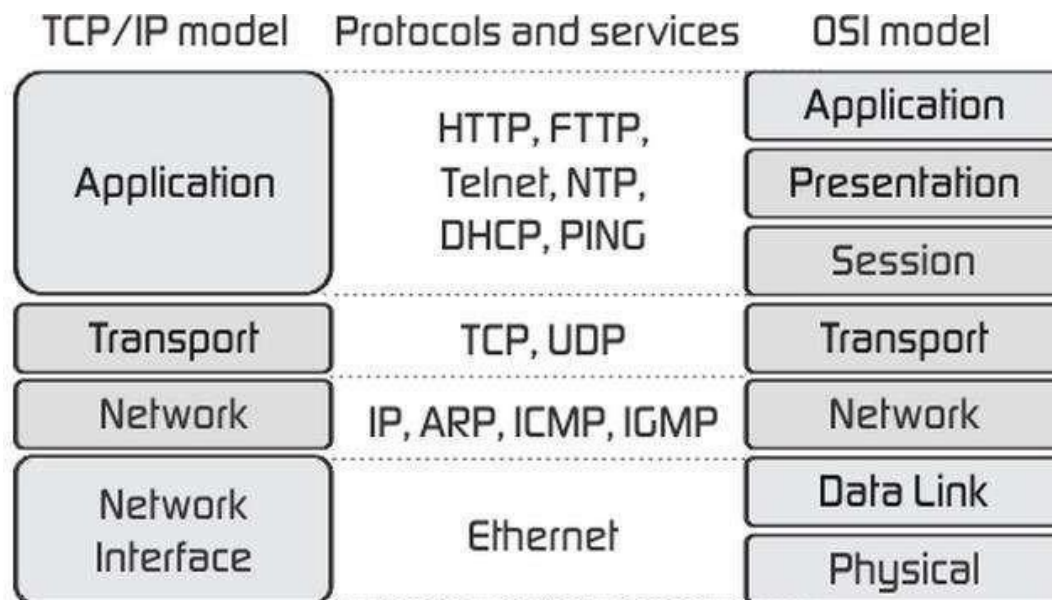 TCP/IP model
Protocols and services
OSI model
Application
HTTP, FTTP,
Telnet, NTP,
DHCP, PING
Application
Presentation
Session
Transport
TCP, UDP
Transport
Network
IP, ARP, ICMP, IGMP
Network
Network
Interface
Ethernet
Data Link
Physical